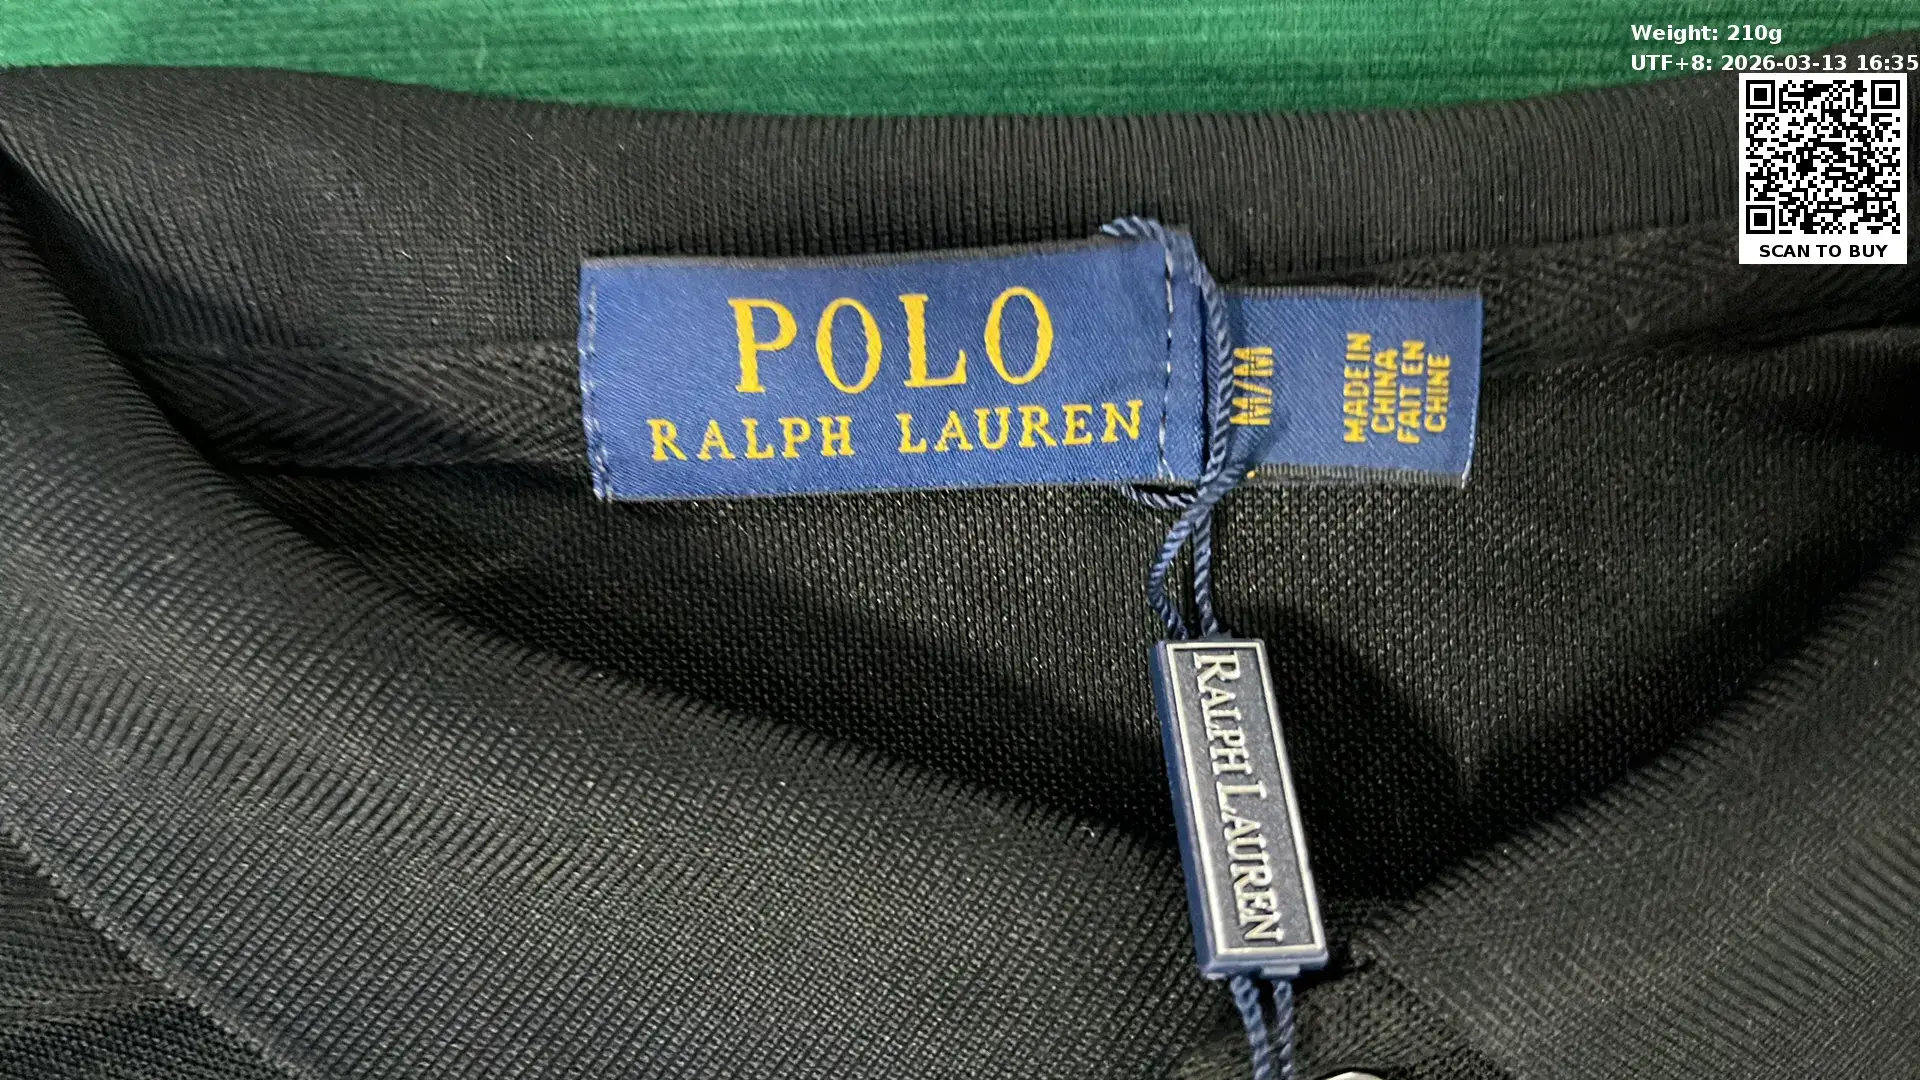 Weight: 210g
UTF+8: 2026-03-13 16:35
SCAN TO BUY
POLO
RALPH LAUREN
M/M
MADE IN
CHINA
FAIT EN
CHINE
RALPH LAUREN